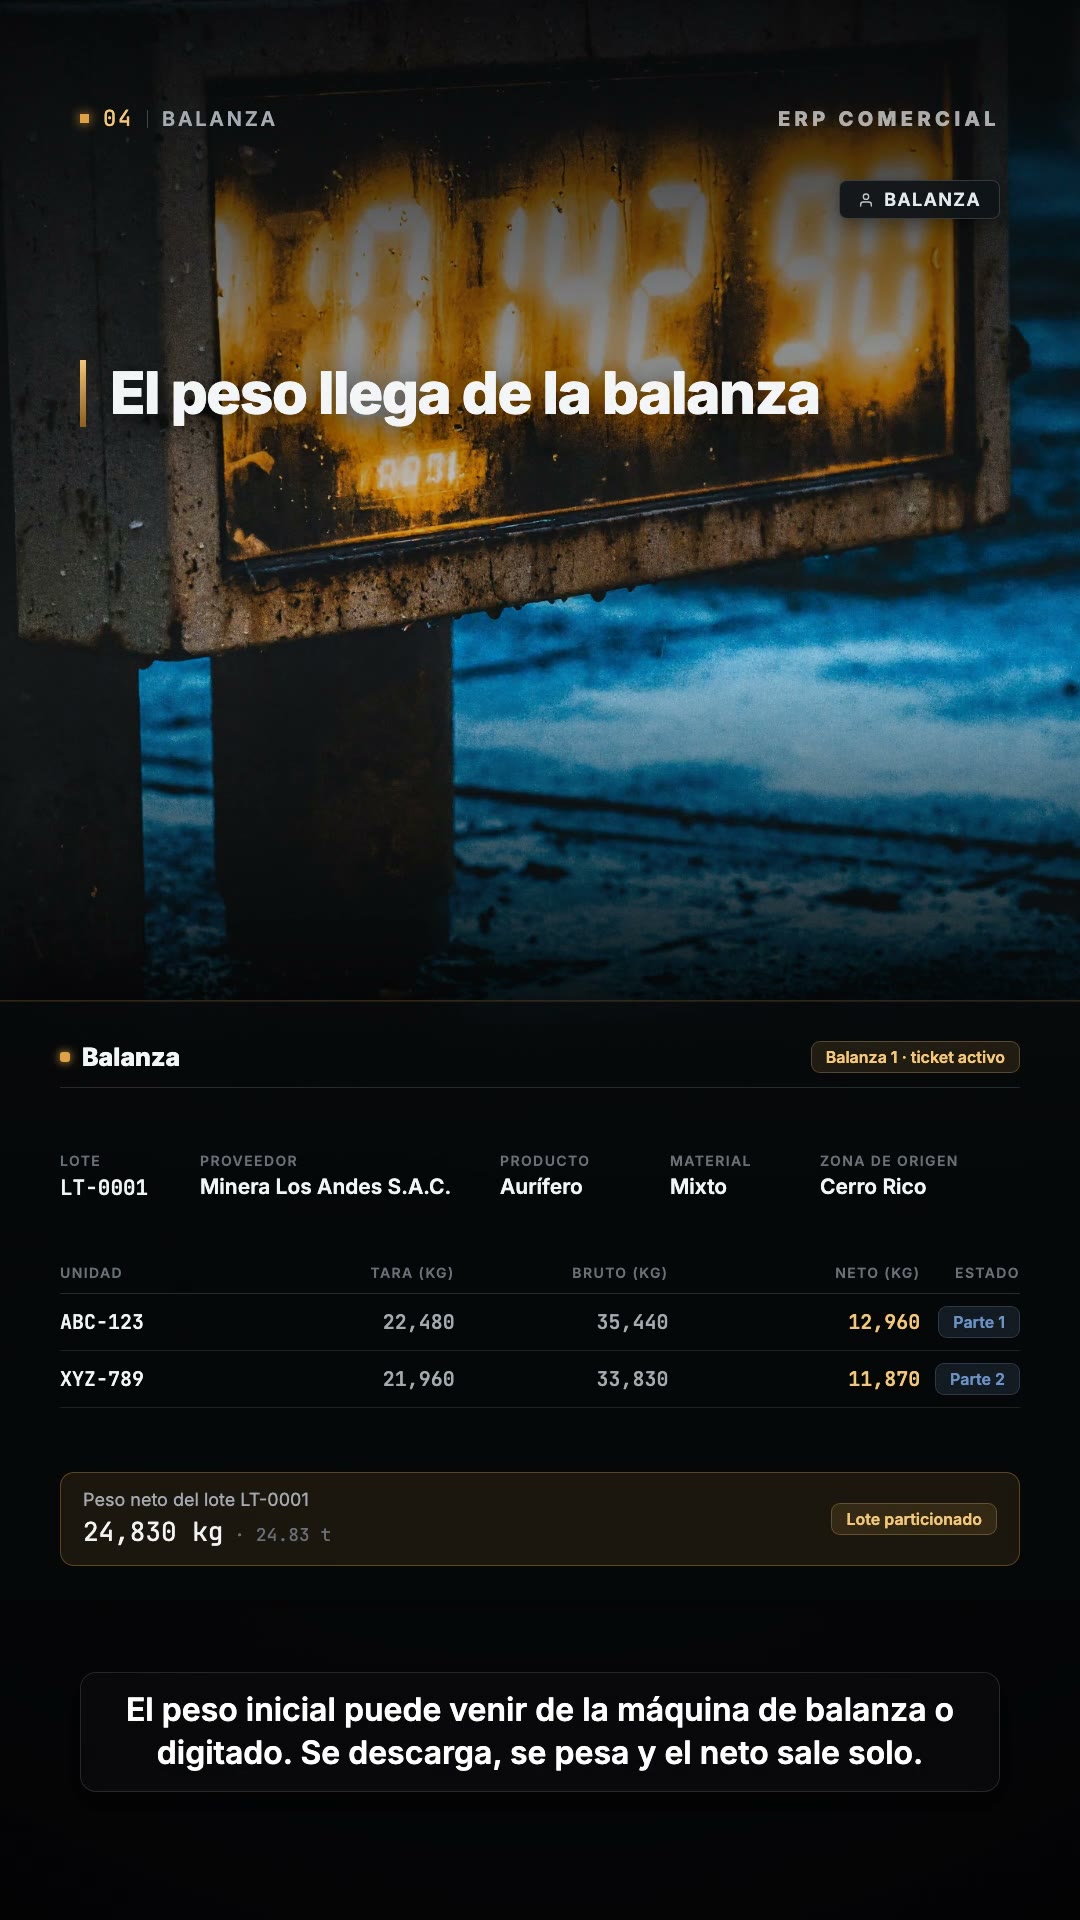 04 | BALANZA
ERP COMERCIAL
BALANZA
El peso llega de la balanza
Balanza
Balanza 1 · ticket activo
LOTE PROVEEDOR PRODUCTO MATERIAL ZONA DE ORIGEN
LT-0001 Minera Los Andes S.A.C. Aurífero Mixto Cerro Rico
UNIDAD TARA (KG) BRUTO (KG) NETO (KG) ESTADO
ABC-123 22,480 35,440 12,960 Parte 1
XYZ-789 21,960 33,830 11,870 Parte 2
Peso neto del lote LT-0001
24,830 kg · 24.83 t
Lote particionado
El peso inicial puede venir de la máquina de balanza o
digitado. Se descarga, se pesa y el neto sale solo.